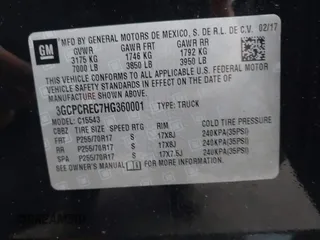 GM
MFD BY GENERAL MOTORS DE MEXICO, S. DE R.L. DE C.V. 02/17
GVWR GAWR FRT GAWR RR
3175 KG 1746 KG 1792 KG
7000 LB 3850 LB 3950 LB
THIS VEHICLE CONFORMS TO ALL APPLICABLE U.S. FEDERAL MOTOR
VEHICLE SAFETY STANDARDS IN EFFECT ON THE DATE OF
MANUFACTURE SHOWN ABOVE.
3GCPCREC7HG360001 TYPE: TRUCK
MODEL: C15543
TIRE SIZE SPEED RTG RIM COLD TIRE PRESSURE
FRT P255/70R17 S 17X8J 240KPA(35PSI)
RR P255/70R17 S 17X8J 240KPA(35PSI)
SPA P255/70R17 S 17X7.5J 240KPA(35PSI)
SEE OWNER'S MANUAL FOR MORE INFORMATION.